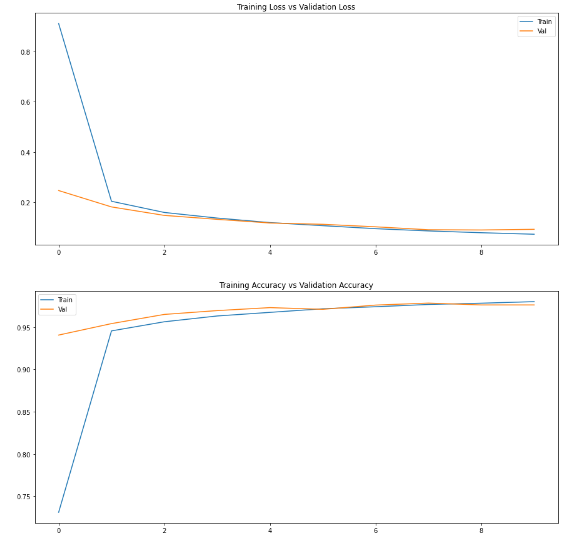 Training Loss vs Validation Loss
Train
Val
0.8
0.6
0.4
0.2
0 2 4 6 8
Training Accuracy vs Validation Accuracy
Train
Val
0.95
0.90
0.85
0.80
0.75
0 2 4 6 8